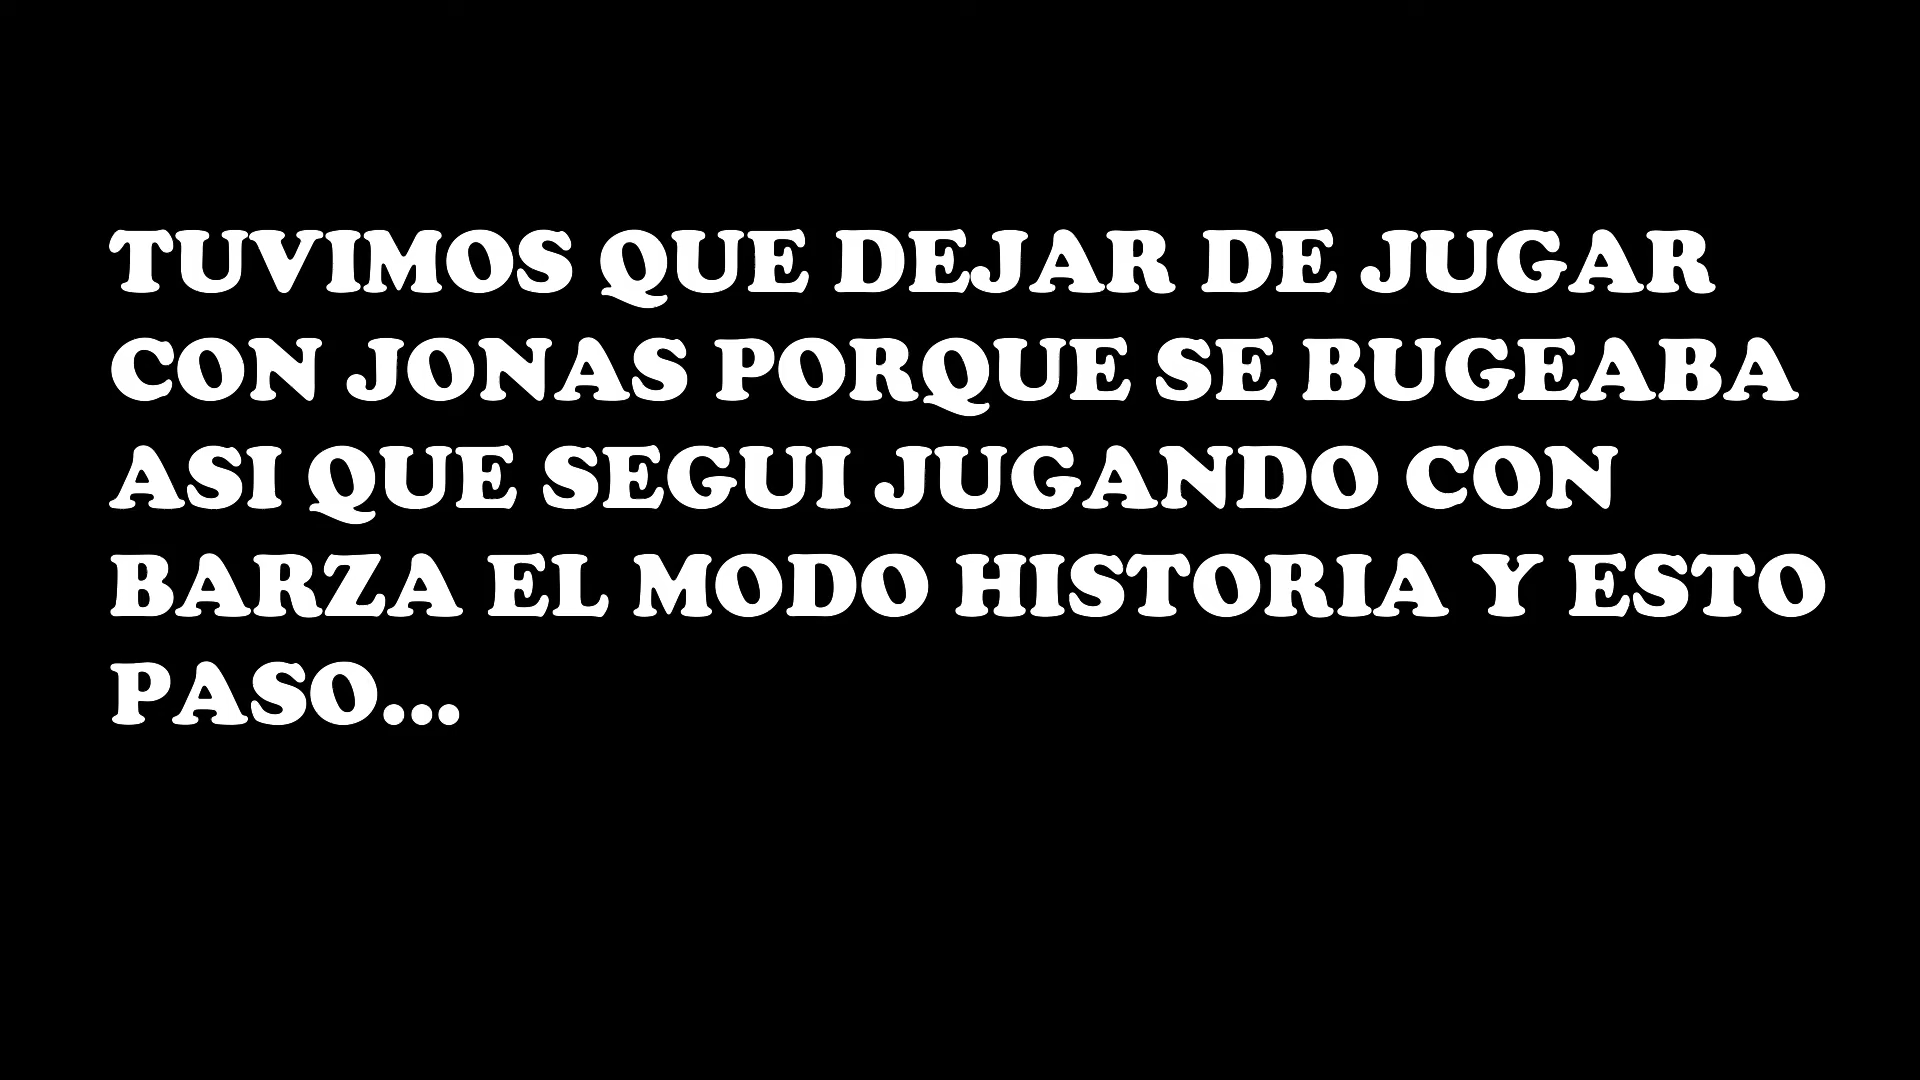 TUVIMOS QUE DEJAR DE JUGAR
CON JONAS PORQUE SE BUGEABA
ASI QUE SEGUI JUGANDO CON
BARZA EL MODO HISTORIA Y ESTO
PASO...